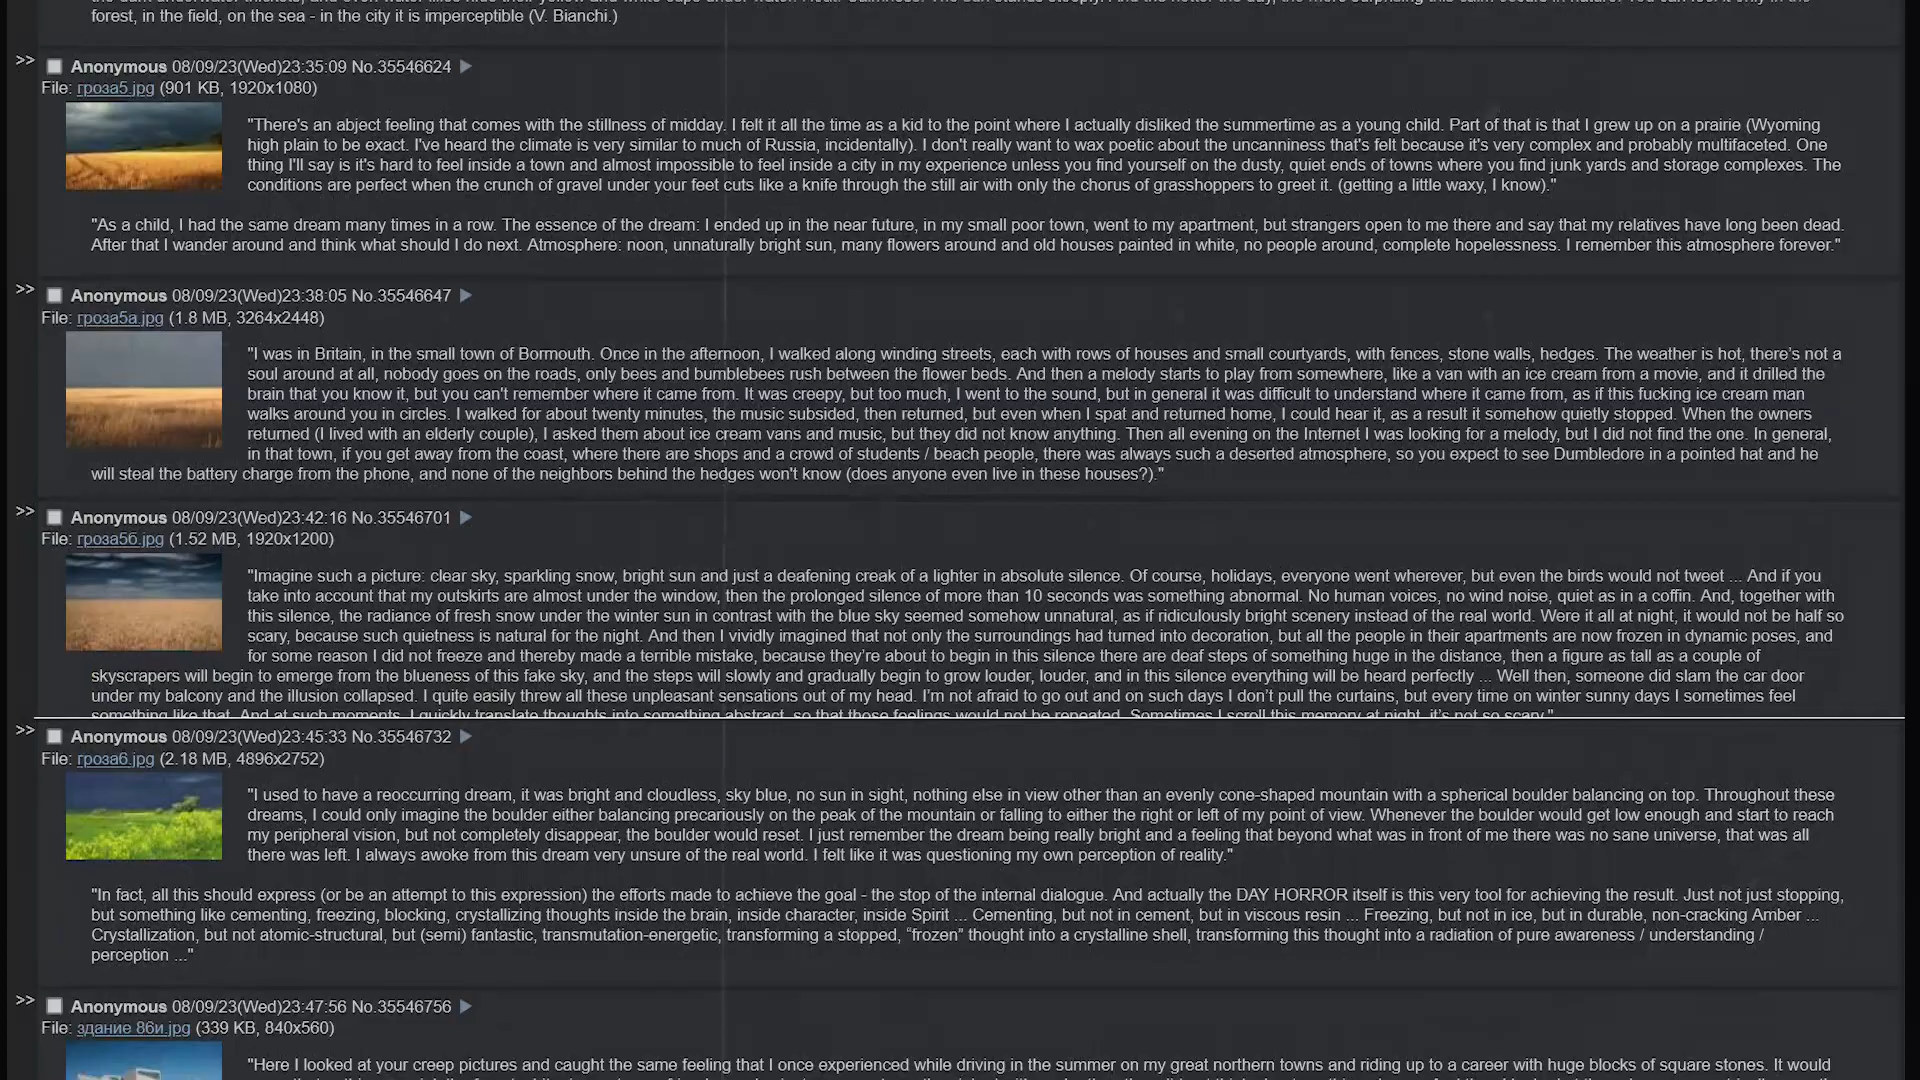 forest, in the field, on the sea - in the city it is imperceptible (V. Bianchi.)
>> Anonymous 08/09/23(Wed)23:35:09 No.35546624 ▶
File: гроза5.jpg (901 KB, 1920x1080)
"There's an abject feeling that comes with the stillness of midday. I felt it all the time as a kid to the point where I actually disliked the summertime as a young child. Part of that is that I grew up on a prairie (Wyoming
high plain to be exact. I've heard the climate is very similar to much of Russia, incidentally). I don't really want to wax poetic about the uncanniness that's felt because it's very complex and probably multifaceted. One
thing I'll say is it's hard to feel inside a town and almost impossible to feel inside a city in my experience unless you find yourself on the dusty, quiet ends of towns where you find junk yards and storage complexes. The
conditions are perfect when the crunch of gravel under your feet cuts like a knife through the still air with only the chorus of grasshoppers to greet it. (getting a little waxy, I know)."
"As a child, I had the same dream many times in a row. The essence of the dream: I ended up in the near future, in my small poor town, went to my apartment, but strangers open to me there and say that my relatives have long been dead.
After that I wander around and think what should I do next. Atmosphere: noon, unnaturally bright sun, many flowers around and old houses painted in white, no people around, complete hopelessness. I remember this atmosphere forever."
>> Anonymous 08/09/23(Wed)23:38:05 No.35546647 ▶
File: гроза5а.jpg (1.8 MB, 3264x2448)
"I was in Britain, in the small town of Bormouth. Once in the afternoon, I walked along winding streets, each with rows of houses and small courtyards, with fences, stone walls, hedges. The weather is hot, there's not a
soul around at all, nobody goes on the roads, only bees and bumblebees rush between the flower beds. And then a melody starts to play from somewhere, like a van with an ice cream from a movie, and it drilled the
brain that you know it, but you can't remember where it came from. It was creepy, but too much, I went to the sound, but in general it was difficult to understand where it came from, as if this fucking ice cream man
walks around you in circles. I walked for about twenty minutes, the music subsided, then returned, but even when I spat and returned home, I could hear it, as a result it somehow quietly stopped. When the owners
returned (I lived with an elderly couple), I asked them about ice cream vans and music, but they did not know anything. Then all evening on the Internet I was looking for a melody, but I did not find the one. In general,
in that town, if you get away from the coast, where there are shops and a crowd of students / beach people, there was always such a deserted atmosphere, so you expect to see Dumbledore in a pointed hat and he
will steal the battery charge from the phone, and none of the neighbors behind the hedges won't know (does anyone even live in these houses?)."
>> Anonymous 08/09/23(Wed)23:42:16 No.35546701 ▶
File: гроза5б.jpg (1.52 MB, 1920x1200)
"Imagine such a picture: clear sky, sparkling snow, bright sun and just a deafening creak of a lighter in absolute silence. Of course, holidays, everyone went wherever, but even the birds would not tweet ... And if you
take into account that my outskirts are almost under the window, then the prolonged silence of more than 10 seconds was something abnormal. No human voices, no wind noise, quiet as in a coffin. And, together with
this silence, the radiance of fresh snow under the winter sun in contrast with the blue sky seemed somehow unnatural, as if ridiculously bright scenery instead of the real world. Were it all at night, it would not be half so
scary, because such quietness is natural for the night. And then I vividly imagined that not only the surroundings had turned into decoration, but all the people in their apartments are now frozen in dynamic poses, and
for some reason I did not freeze and thereby made a terrible mistake, because they're about to begin in this silence there are deaf steps of something huge in the distance, then a figure as tall as a couple of
skyscrapers will begin to emerge from the blueness of this fake sky, and the steps will slowly and gradually begin to grow louder, louder, and in this silence everything will be heard perfectly ... Well then, someone did slam the car door
under my balcony and the illusion collapsed. I quite easily threw all these unpleasant sensations out of my head. I'm not afraid to go out and on such days I don't pull the curtains, but every time on winter sunny days I sometimes feel
something like that. And at such moments, I quickly translate thoughts into something abstract, so that those feelings would not be repeated. Sometimes I scroll this memory at night, it's not so scary."
>> Anonymous 08/09/23(Wed)23:45:33 No.35546732 ▶
File: гроза6.jpg (2.18 MB, 4896x2752)
"I used to have a reoccurring dream, it was bright and cloudless, sky blue, no sun in sight, nothing else in view other than an evenly cone-shaped mountain with a spherical boulder balancing on top. Throughout these
dreams, I could only imagine the boulder either balancing precariously on the peak of the mountain or falling to either the right or left of my point of view. Whenever the boulder would get low enough and start to reach
my peripheral vision, but not completely disappear, the boulder would reset. I just remember the dream being really bright and a feeling that beyond what was in front of me there was no sane universe, that was all
there was left. I always awoke from this dream very unsure of the real world. I felt like it was questioning my own perception of reality."
"In fact, all this should express (or be an attempt to this expression) the efforts made to achieve the goal - the stop of the internal dialogue. And actually the DAY HORROR itself is this very tool for achieving the result. Just not just stopping,
but something like cementing, freezing, blocking, crystallizing thoughts inside the brain, inside character, inside Spirit ... Cementing, but not in cement, but in viscous resin ... Freezing, but not in ice, but in durable, non-cracking Amber ...
Crystallization, but not atomic-structural, but (semi) fantastic, transmutation-energetic, transforming a stopped, “frozen” thought into a crystalline shell, transforming this thought into a radiation of pure awareness / understanding /
perception ..."
>> Anonymous 08/09/23(Wed)23:47:56 No.35546756 ▶
File: здание 86и.jpg (339 KB, 840x560)
"Here I looked at your creep pictures and caught the same feeling that I once experienced while driving in the summer on my great northern towns and riding up to a career with huge blocks of square stones. It would